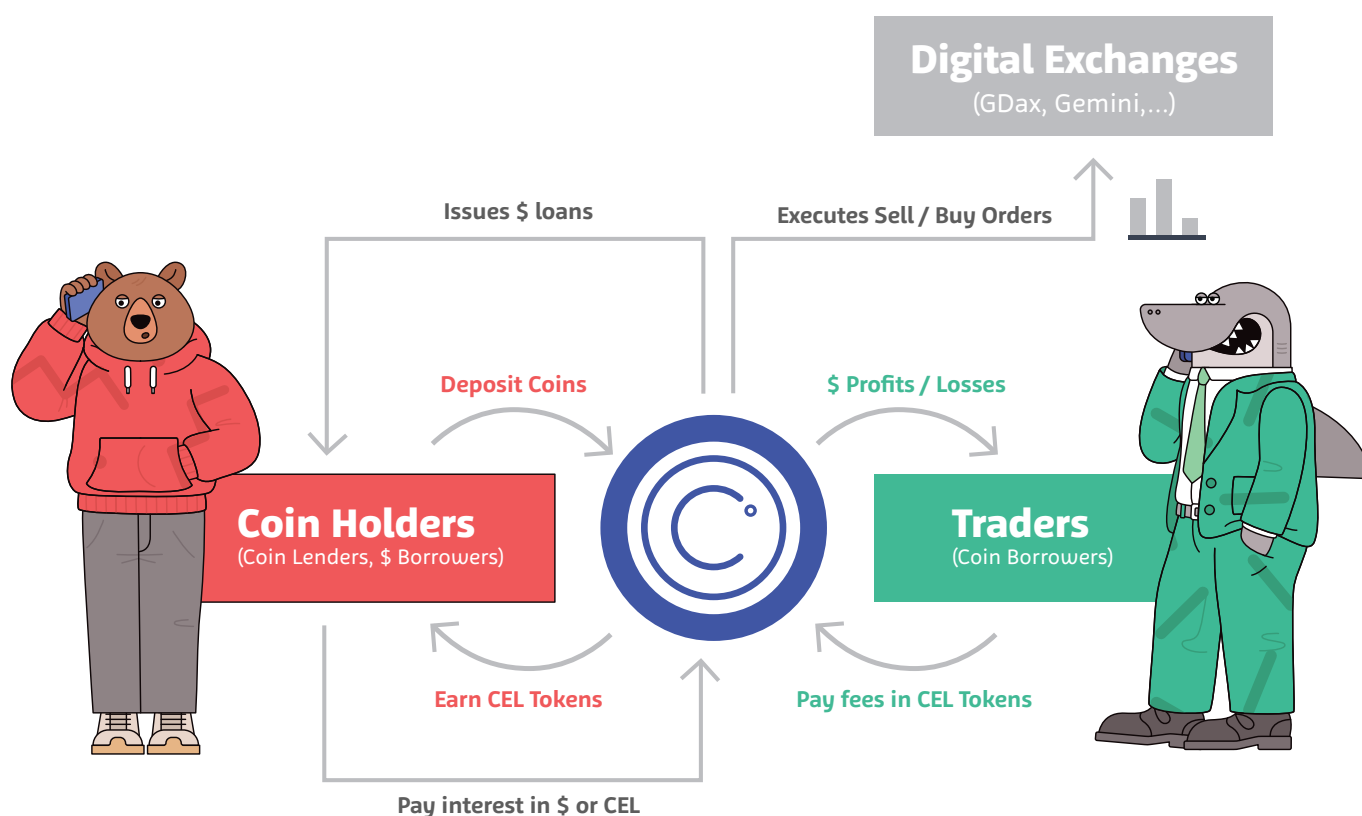 Digital Exchanges
(GDax, Gemini,...)
Issues $ loans
Executes Sell / Buy Orders
Deposit Coins
$ Profits / Losses
Coin Holders
(Coin Lenders, $ Borrowers)
Traders
(Coin Borrowers)
Earn CEL Tokens
Pay fees in CEL Tokens
Pay interest in $ or CEL